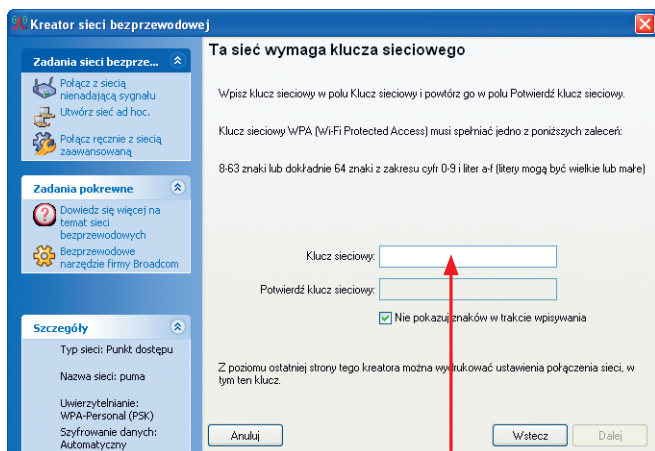 Kreator sieci bezprzewodowej
Zadania sieci bezprze...
Połącz z siecią
nienadającą sygnału
Utwórz sieć ad hoc.
Połącz ręcznie z siecią
zaawansowaną
Zadania pokrewne
Dowiedz się więcej na
temat sieci
bezprzewodowych
Bezprzewodowe
narzędzie firmy Broadcom
Szczegóły
Typ sieci: Punkt dostępu
Nazwa sieci: puma
Uwierzytelnianie:
WPA-Personal (PSK)
Szyfrowanie danych:
Automatyczny
Ta sieć wymaga klucza sieciowego
Wpisz klucz sieciowy w polu Klucz sieciowy i powtórz go w polu Potwierdź klucz sieciowy.
Klucz sieciowy WPA (Wi-Fi Protected Access) musi spełniać jedno z poniższych zaleceń:
8-63 znaki lub dokładnie 64 znaki z zakresu cyfr 0-9 i liter a-f (litery mogą być wielkie lub małe)
Klucz sieciowy:
Potwierdź klucz sieciowy:
Nie pokazuj znaków w trakcie wpisywania
Z poziomu ostatniej strony tego kreatora można wydrukować ustawienia połączenia sieci, w
tym ten klucz.
Anuluj
Wstecz
Dalej